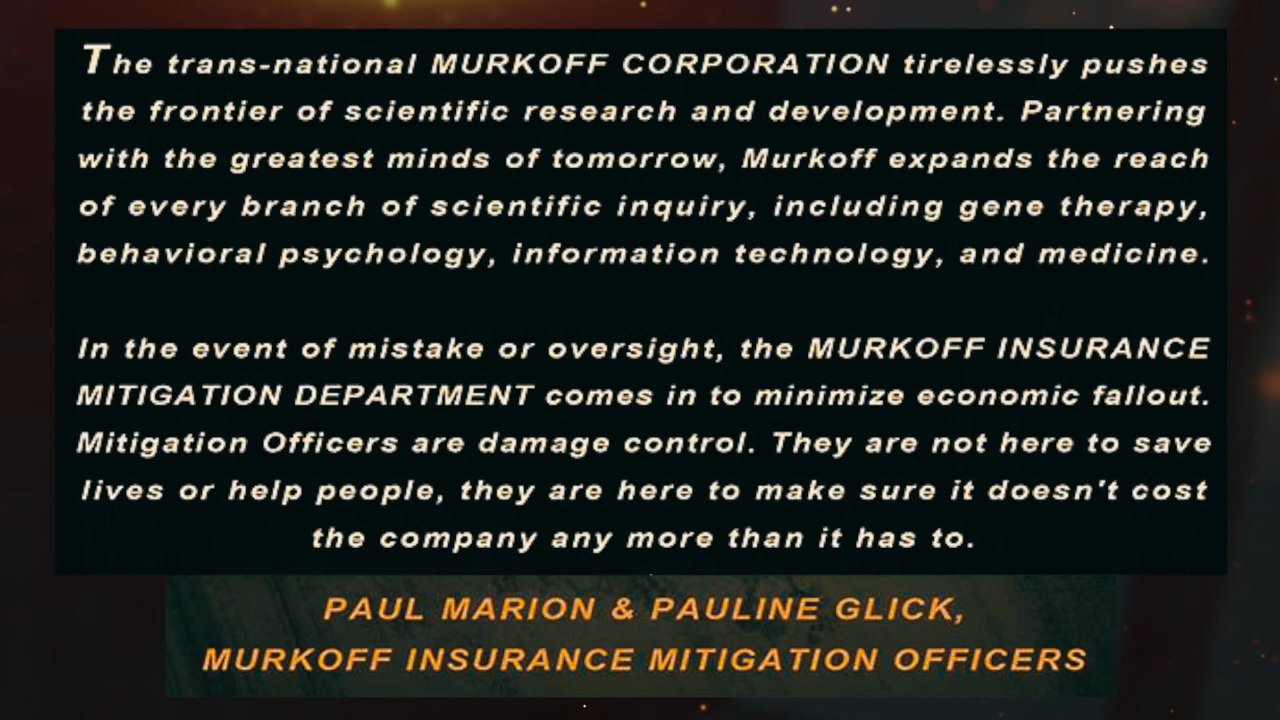 The trans-national MURKOFF CORPORATION tirelessly pushes
the frontier of scientific research and development. Partnering
with the greatest minds of tomorrow, Murkoff expands the reach
of every branch of scientific inquiry, including gene therapy,
behavioral psychology, information technology, and medicine.
In the event of mistake or oversight, the MURKOFF INSURANCE
MITIGATION DEPARTMENT comes in to minimize economic fallout.
Mitigation Officers are damage control. They are not here to save
lives or help people, they are here to make sure it doesn't cost
the company any more than it has to.
PAUL MARION & PAULINE GLICK,
MURKOFF INSURANCE MITIGATION OFFICERS